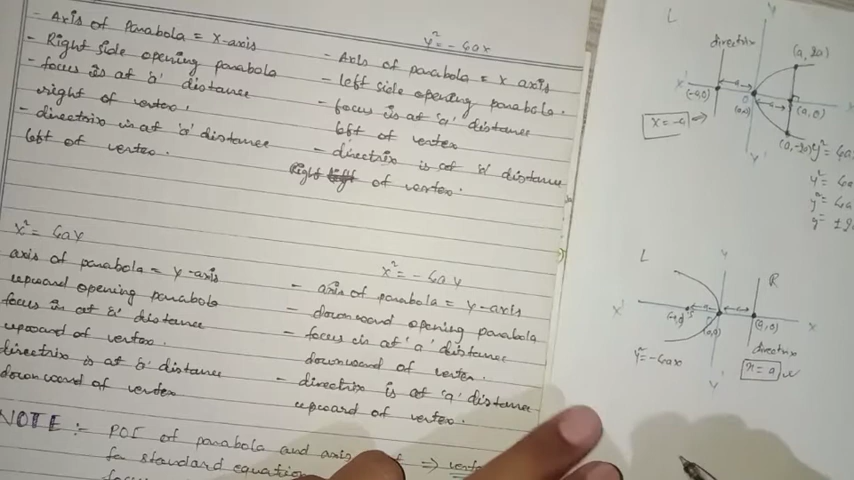 - Axis of Parabola = X-axis
- Right side opening parabola
- focus is at 'a' distance
right of vertex.
- directrix is at 'a' distance
left of vertex.
y² = -4ax
- Axis of parabola = x axis
- left side opening parabola.
- focus is at 'a' distance
left of vertex
- directrix is at 'a' distance
Right of vertex.
x² = 4ay
axis of parabola = y-axis
upward opening parabola
focus is at 'a' distance
upward of vertex.
directrix is at 'a' distance
downward of vertex
x² = -4ay
- axis of parabola = y-axis
- downward opening parabola
- focus is at 'a' distance
downward of vertex.
- directrix is at 'a' distance
upward of vertex.
NOTE :- POI of parabola and axis
for standard equation
L
Y
directrix
(a, 2a)
X'
a
a
(-a,0)
O
(0,0)
(a,0)
X = -a
(a,-2a)
Y'
y² = 4a
y² = 4a
y² = 4a
y = ±2
L
Y
R
X'
a
a
(-a,0)
(0,0)
(a,0)
X
directrix
y² = -4ax
x = a
Y'